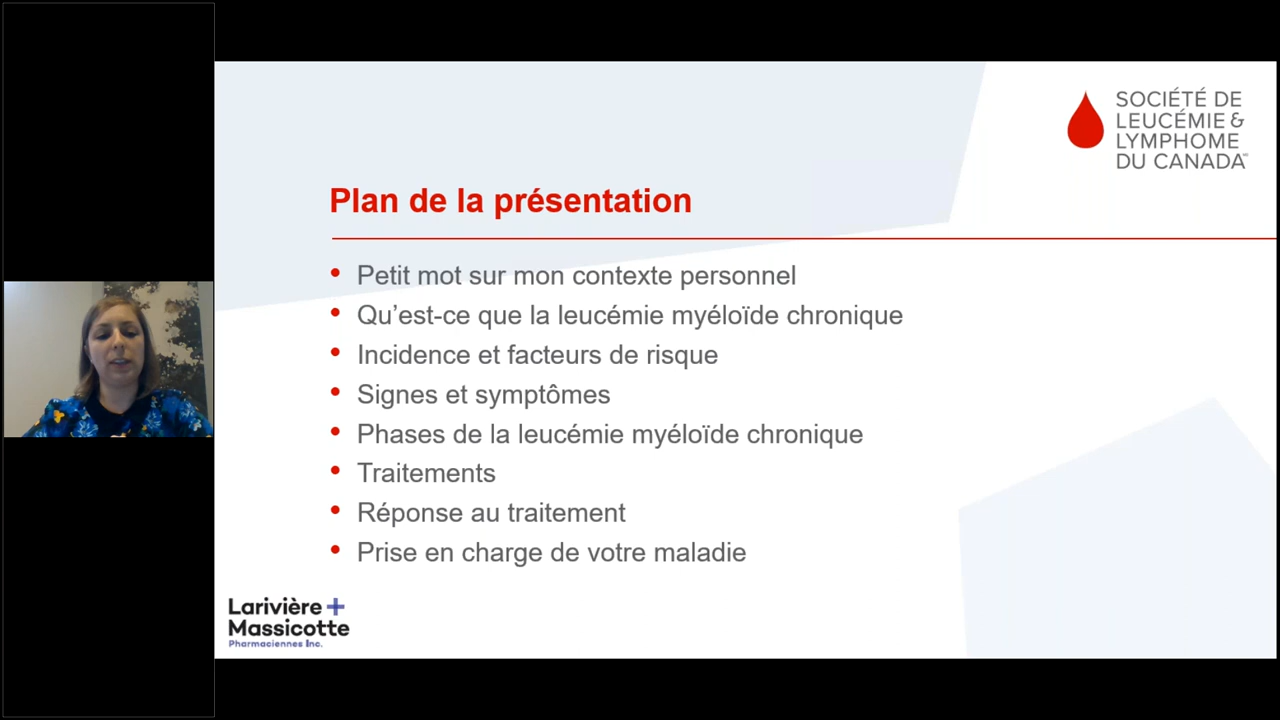 SOCIÉTÉ DE
LEUCÉMIE &
LYMPHOME
DU CANADA
Plan de la présentation
• Petit mot sur mon contexte personnel
• Qu’est-ce que la leucémie myéloïde chronique
• Incidence et facteurs de risque
• Signes et symptômes
• Phases de la leucémie myéloïde chronique
• Traitements
• Réponse au traitement
• Prise en charge de votre maladie
Larivière +
Massicotte
Pharmaciennes Inc.